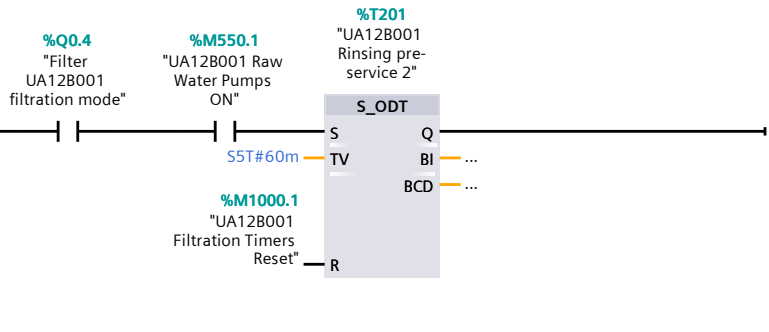 %T201
"UA12B001
Rinsing pre-
service 2"
%Q0.4
"Filter
UA12B001
filtration mode"
%M550.1
"UA12B001 Raw
Water Pumps
ON"
S_ODT
S
Q
S5T#60m
TV
BI
...
BCD
...
%M1000.1
"UA12B001
Filtration Timers
Reset"
R